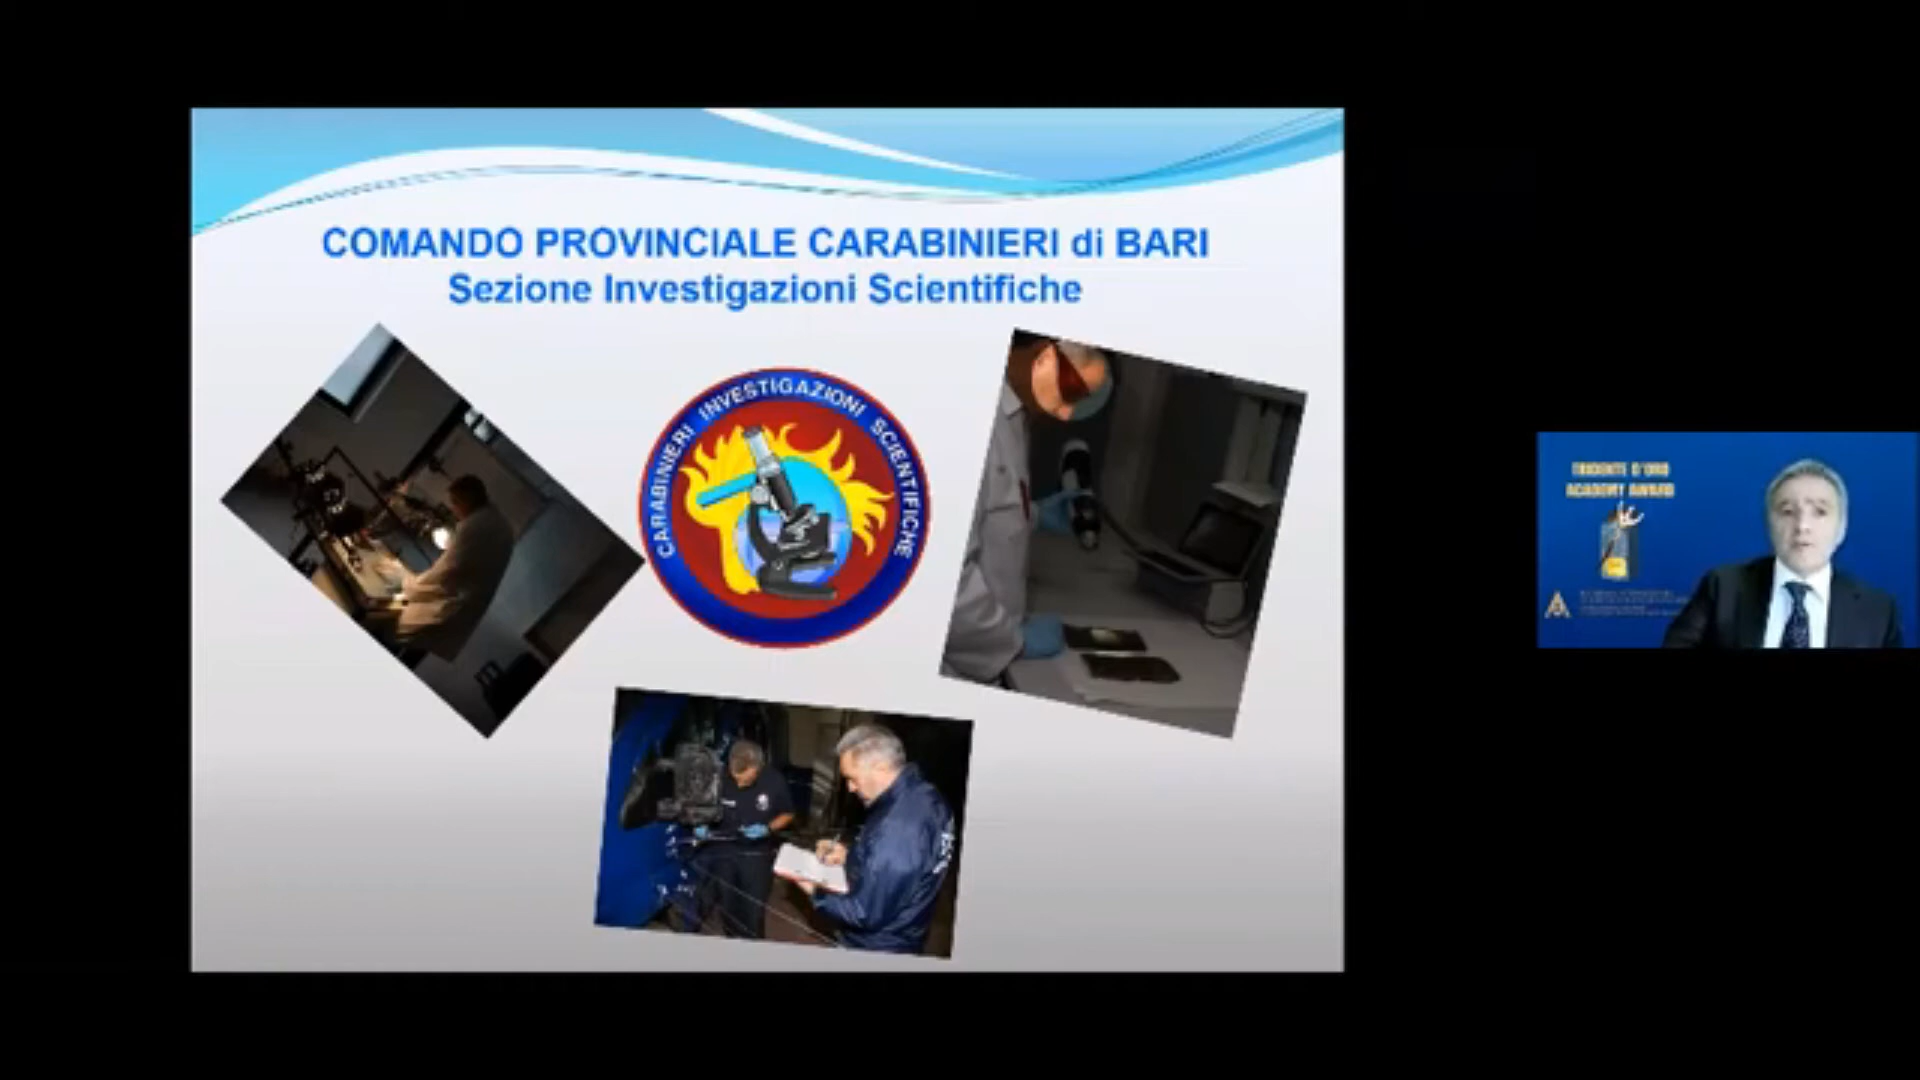 COMANDO PROVINCIALE CARABINIERI di BARI
Sezione Investigazioni Scientifiche
CARABINIERI INVESTIGAZIONI SCIENTIFICHE
TRIDENTE D'ORO
ACADEMY AWARD